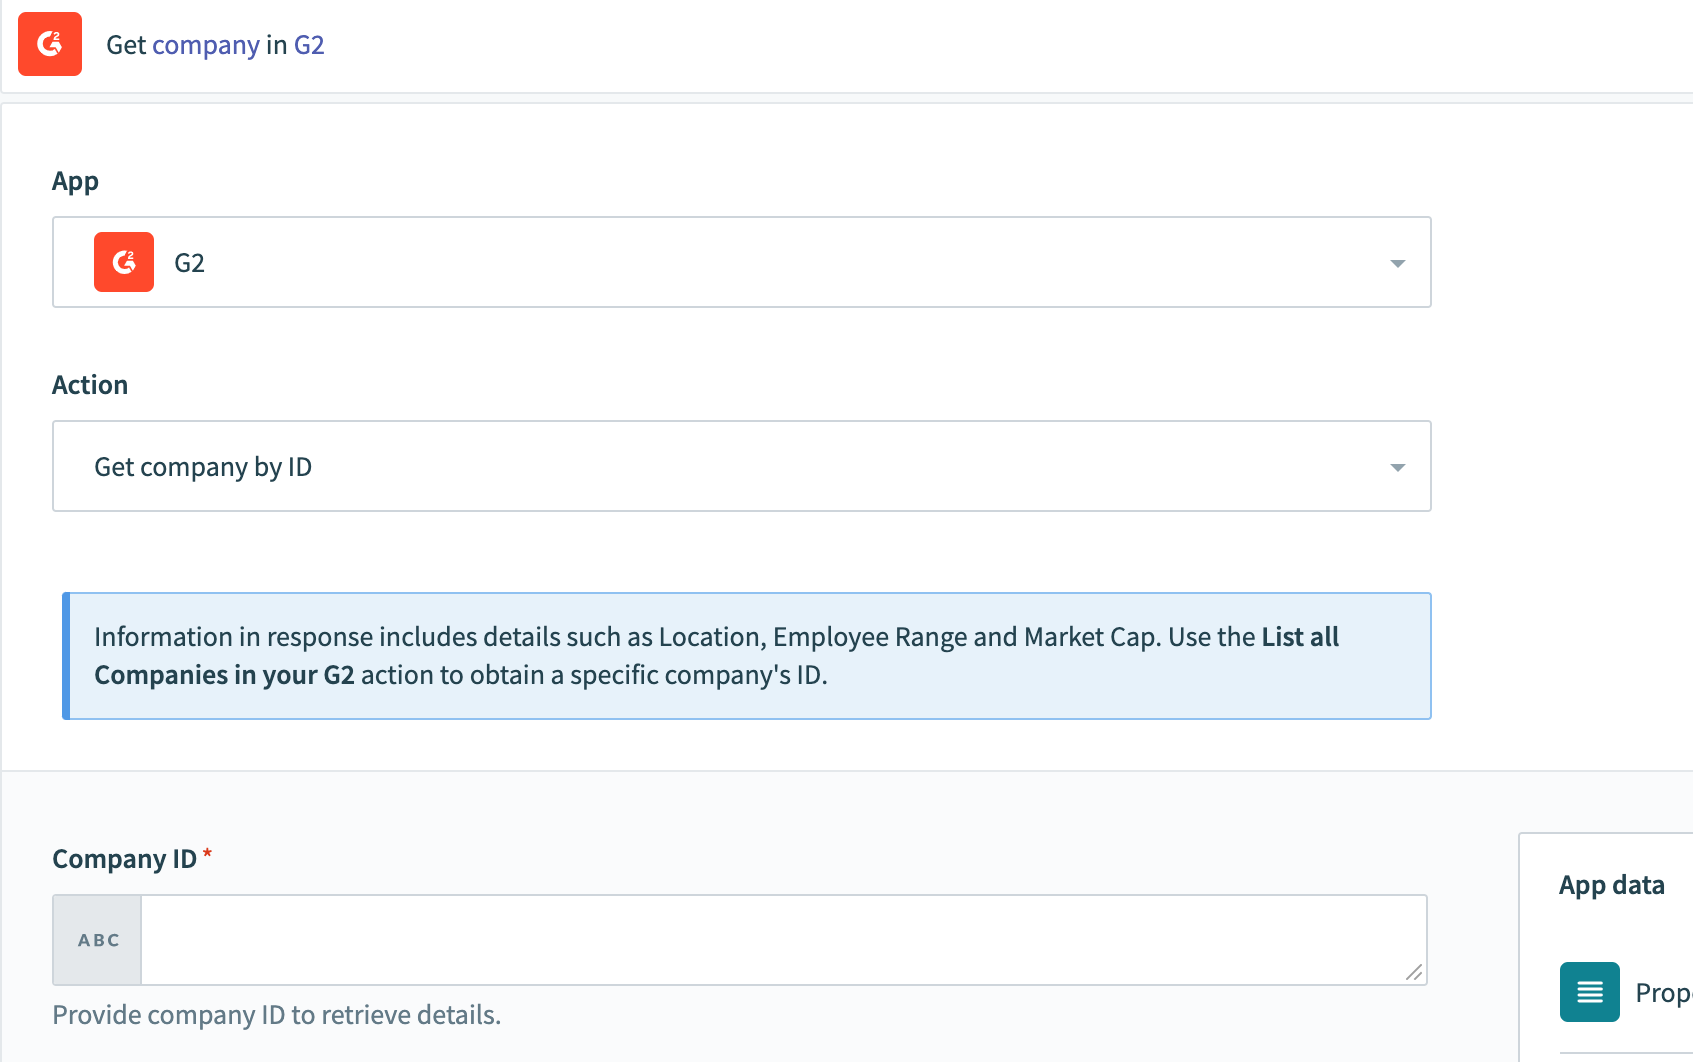 Get company in G2
App
G2
Action
Get company by ID
Information in response includes details such as Location, Employee Range and Market Cap. Use the List all
Companies in your G2 action to obtain a specific company's ID.
Company ID *
ABC
Provide company ID to retrieve details.
App data